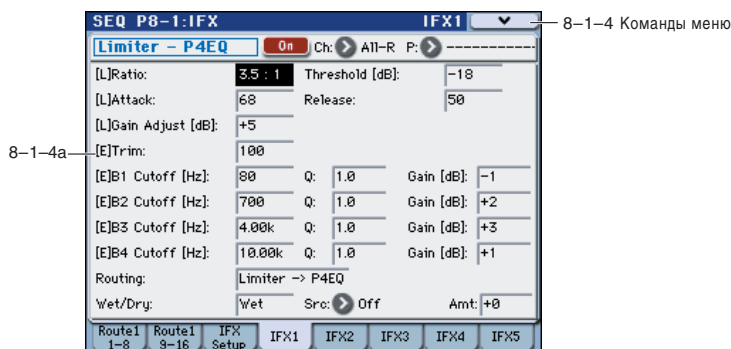 SEQ P8-1:IFX IFX1
8-1-4 Команды меню
Limiter - P4EQ On Ch: All-R P: -----------
[L]Ratio: 3.5 : 1 Threshold [dB]: -18
[L]Attack: 68 Release: 50
[L]Gain Adjust [dB]: +5
8-1-4a
[E]Trim: 100
[E]B1 Cutoff [Hz]: 80 Q: 1.0 Gain [dB]: -1
[E]B2 Cutoff [Hz]: 700 Q: 1.0 Gain [dB]: +2
[E]B3 Cutoff [Hz]: 4.00k Q: 1.0 Gain [dB]: +3
[E]B4 Cutoff [Hz]: 10.00k Q: 1.0 Gain [dB]: +1
Routing: Limiter -> P4EQ
Wet/Dry: Wet Src: Off Amt: +0
Route1 1-8 Route1 9-16 IFX Setup IFX1 IFX2 IFX3 IFX4 IFX5